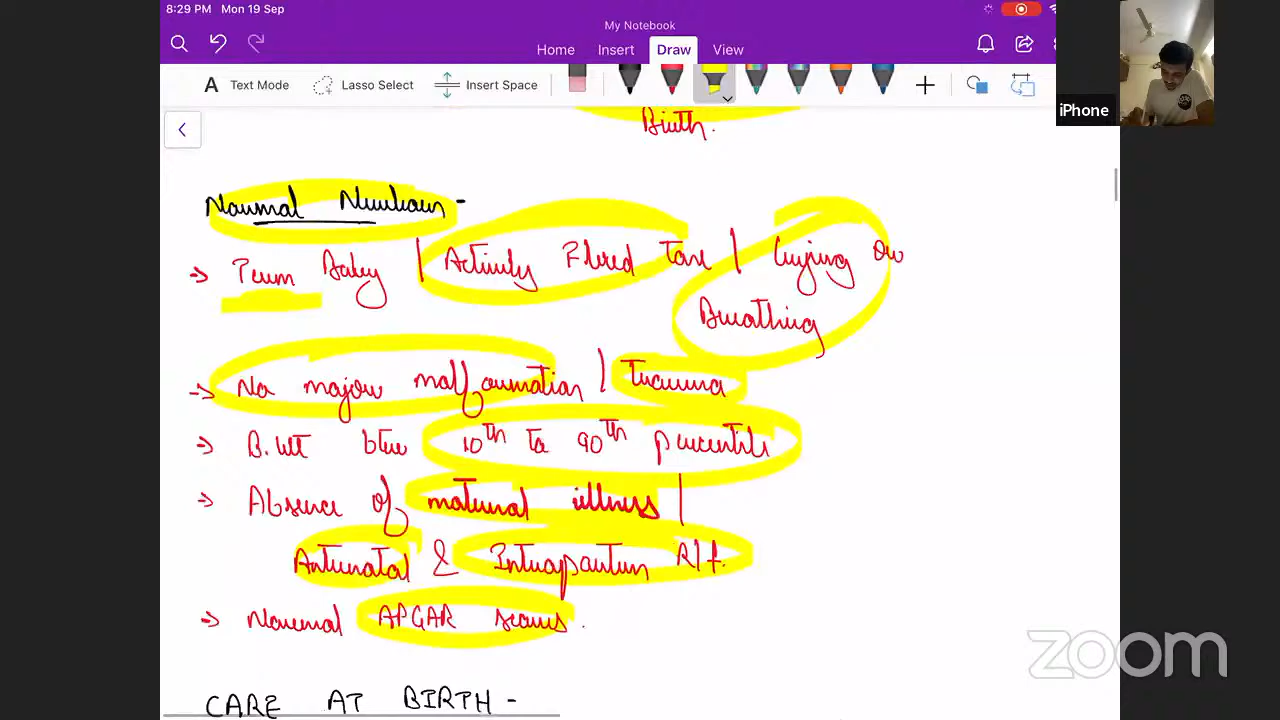 8:29 PM Mon 19 Sep
My Notebook
Home Insert Draw View
Text Mode Lasso Select Insert Space
iPhone
Birth.
Normal Newborn -
→ Term Baby | Actively Flexed Tone | Crying or
Breathing
→ No major malformation | trauma
→ B.wt btw 10th to 90th percentile
→ Absence of maternal illness |
Antenatal & Intrapartum R/f.
→ Normal APGAR scores.
CARE AT BIRTH -
zoom